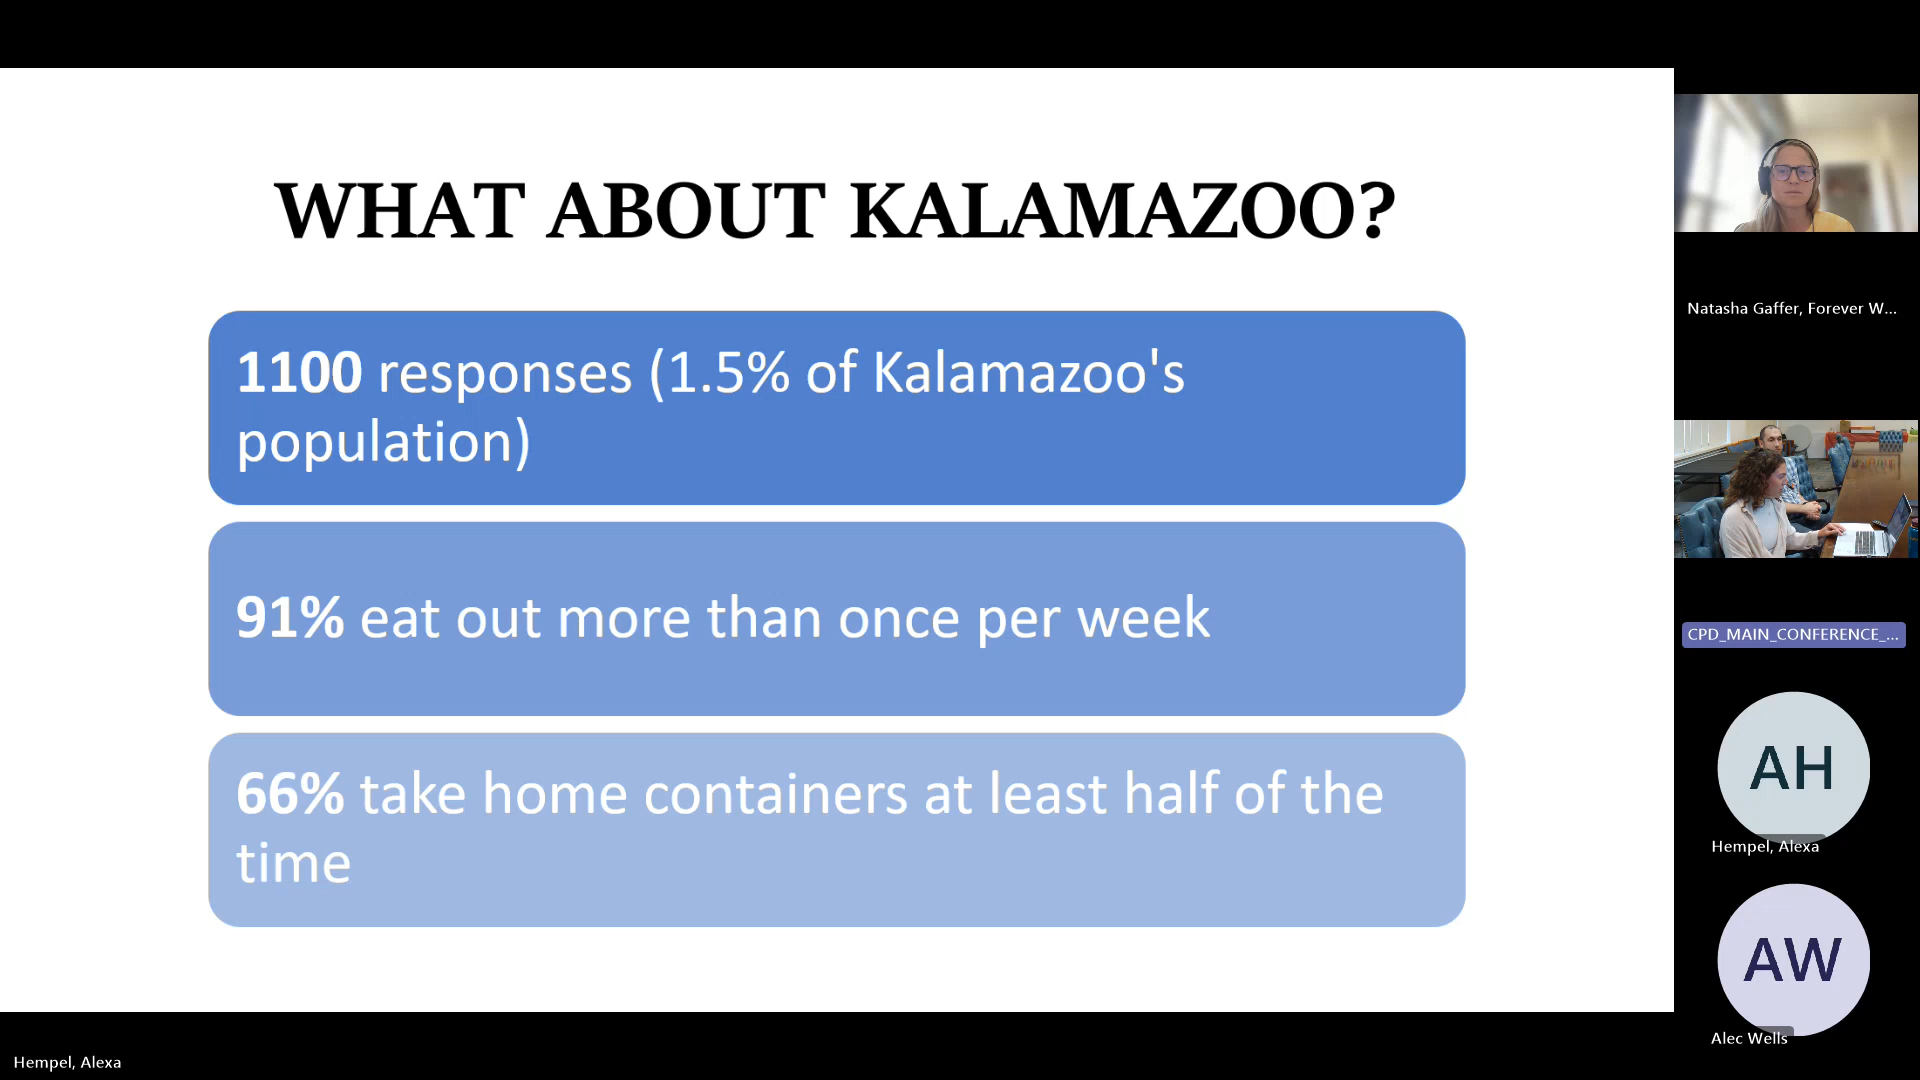 WHAT ABOUT KALAMAZOO?
1100 responses (1.5% of Kalamazoo's
population)
91% eat out more than once per week
66% take home containers at least half of the
time
Natasha Gaffer, Forever W...
CPD_MAIN_CONFERENCE_...
AH
Hempel, Alexa
AW
Alec Wells
Hempel, Alexa